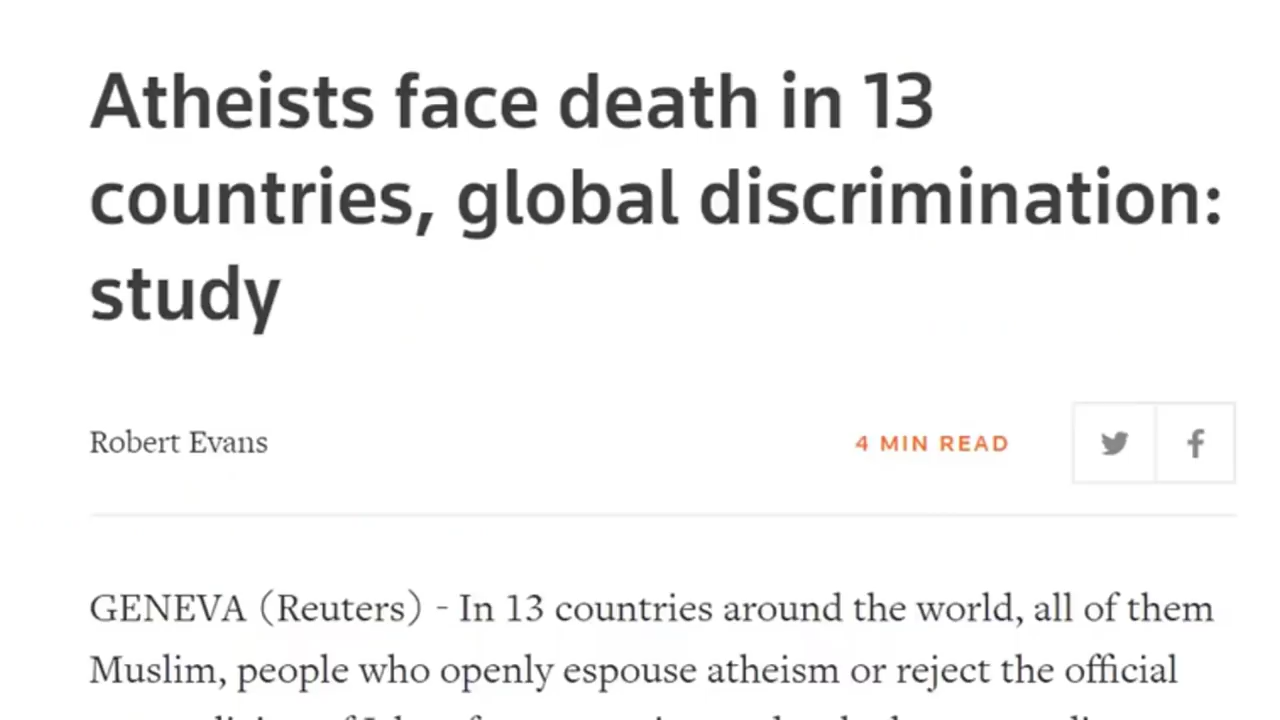 Atheists face death in 13
countries, global discrimination:
study
Robert Evans
4 MIN READ
GENEVA (Reuters) - In 13 countries around the world, all of them
Muslim, people who openly espouse atheism or reject the official